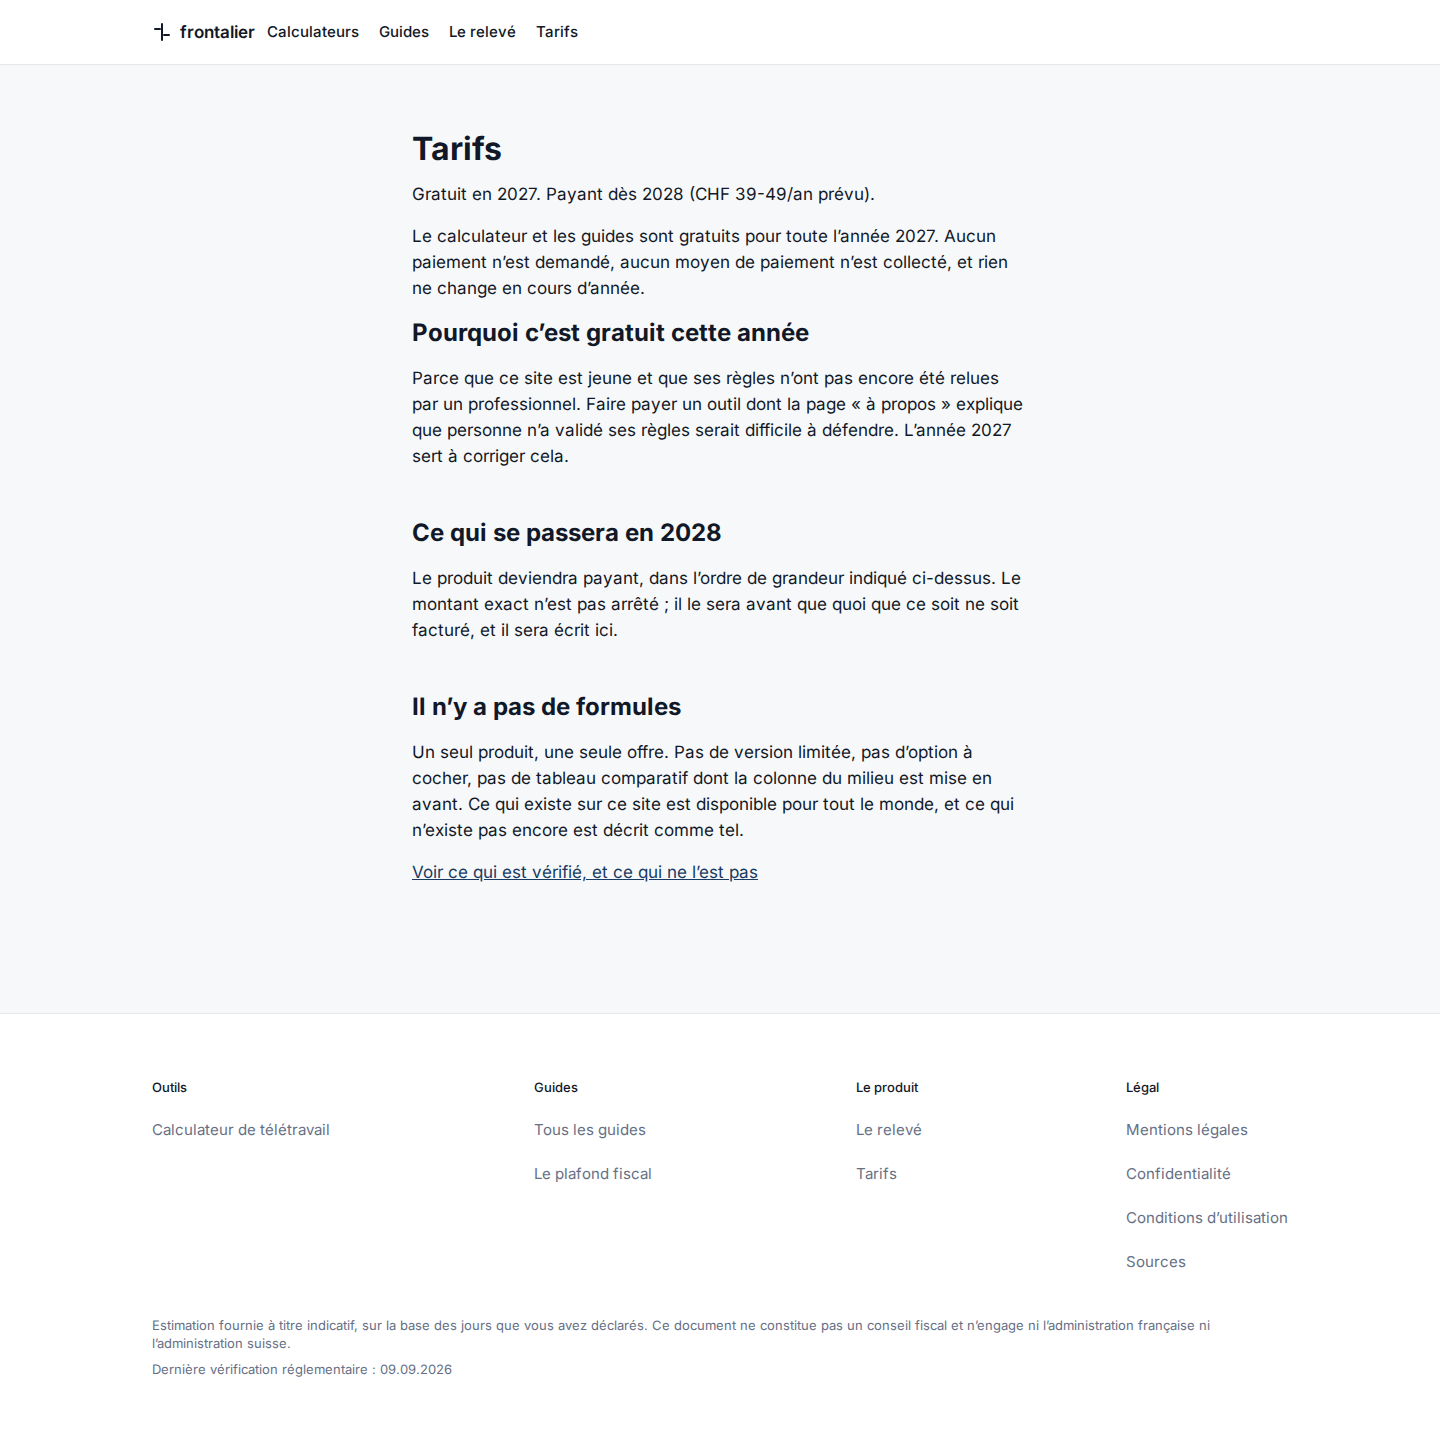 frontalier Calculateurs Guides Le relevé Tarifs
Tarifs
Gratuit en 2027. Payant dès 2028 (CHF 39-49/an prévu).
Le calculateur et les guides sont gratuits pour toute l’année 2027. Aucun
paiement n’est demandé, aucun moyen de paiement n’est collecté, et rien
ne change en cours d’année.
Pourquoi c’est gratuit cette année
Parce que ce site est jeune et que ses règles n’ont pas encore été relues
par un professionnel. Faire payer un outil dont la page « à propos » explique
que personne n’a validé ses règles serait difficile à défendre. L’année 2027
sert à corriger cela.
Ce qui se passera en 2028
Le produit deviendra payant, dans l’ordre de grandeur indiqué ci-dessus. Le
montant exact n’est pas arrêté ; il le sera avant que quoi que ce soit ne soit
facturé, et il sera écrit ici.
Il n’y a pas de formules
Un seul produit, une seule offre. Pas de version limitée, pas d’option à
cocher, pas de tableau comparatif dont la colonne du milieu est mise en
avant. Ce qui existe sur ce site est disponible pour tout le monde, et ce qui
n’existe pas encore est décrit comme tel.
Voir ce qui est vérifié, et ce qui ne l’est pas
Outils
Calculateur de télétravail
Guides
Tous les guides
Le plafond fiscal
Le produit
Le relevé
Tarifs
Légal
Mentions légales
Confidentialité
Conditions d’utilisation
Sources
Estimation fournie à titre indicatif, sur la base des jours que vous avez déclarés. Ce document ne constitue pas un conseil fiscal et n’engage ni l’administration française ni
l’administration suisse.
Dernière vérification réglementaire : 09.09.2026